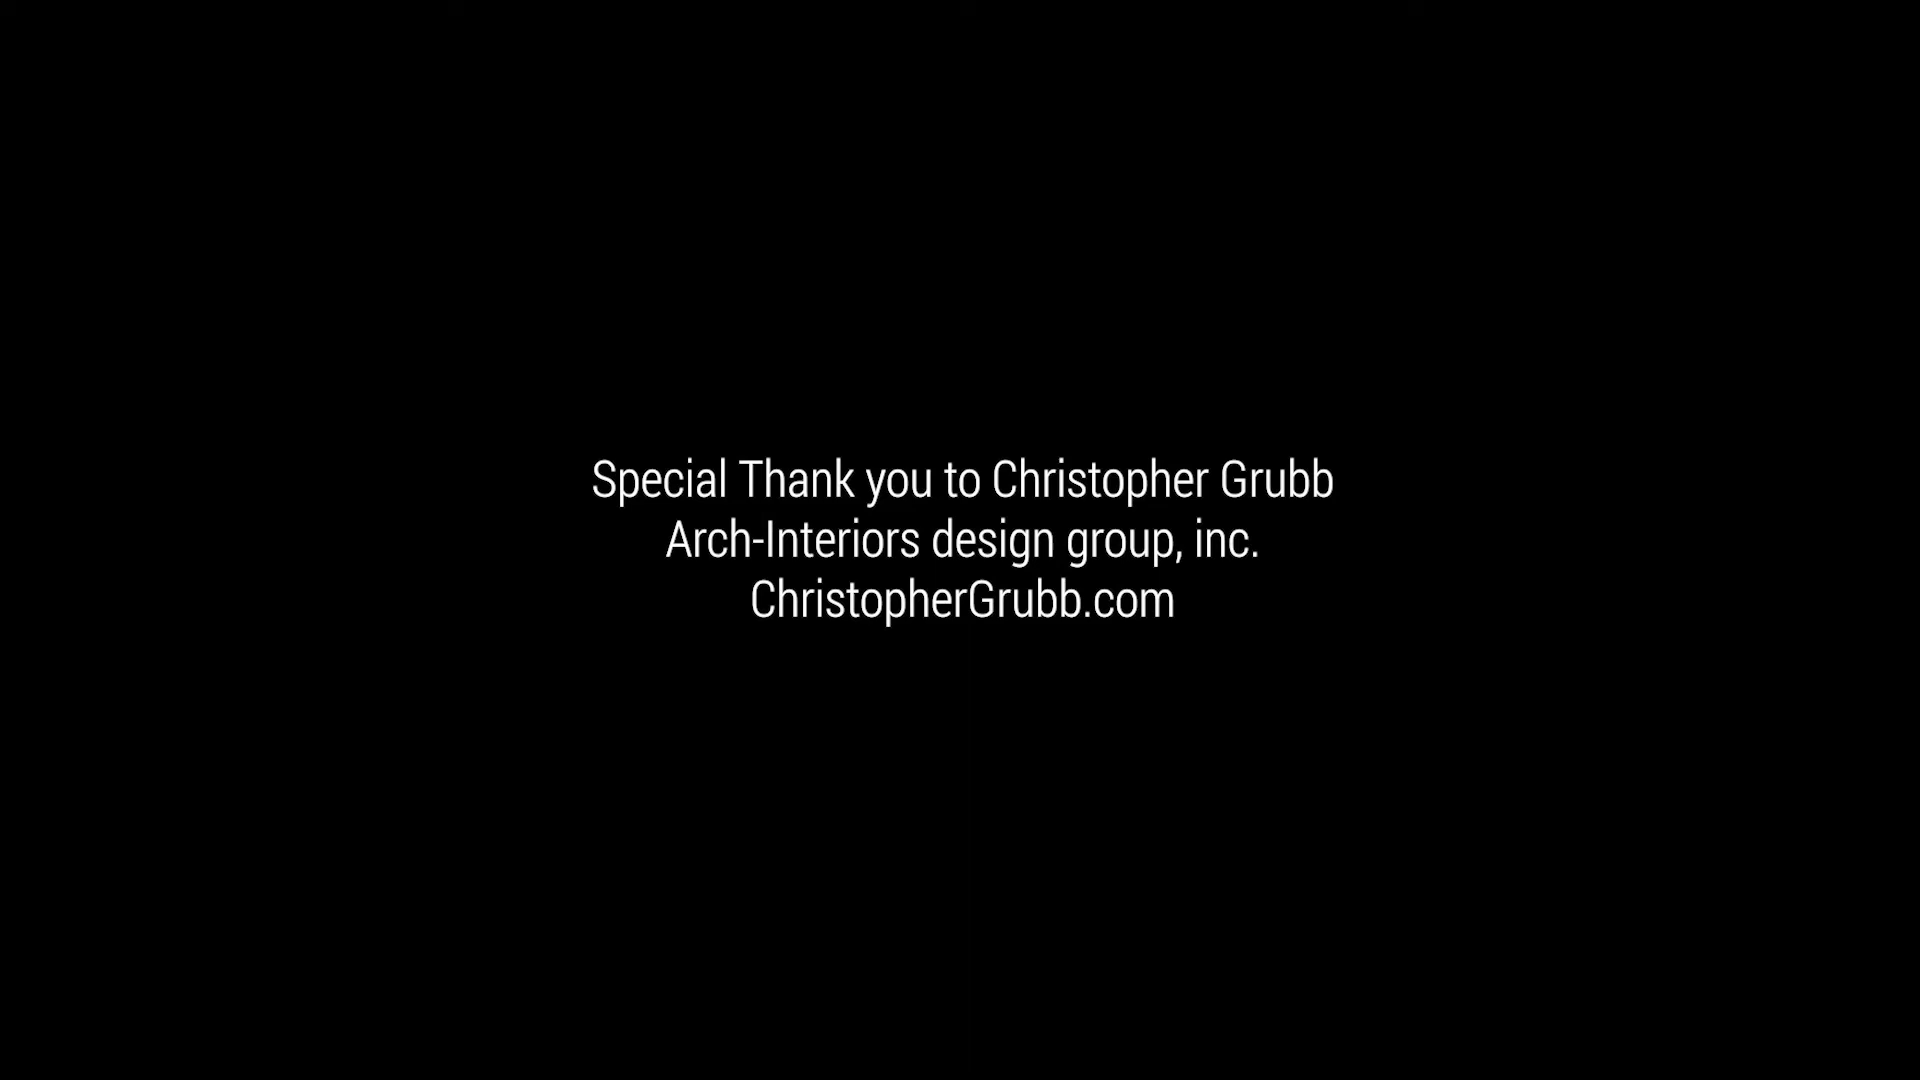 Special Thank you to Christopher Grubb
Arch-Interiors design group, inc.
ChristopherGrubb.com